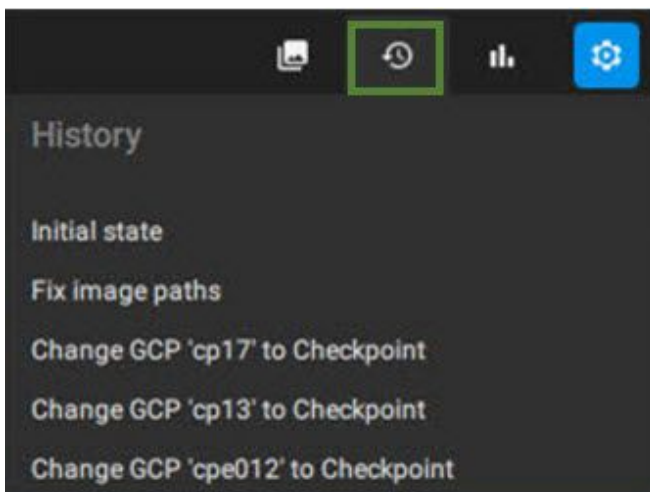 History
Initial state
Fix image paths
Change GCP 'cp17' to Checkpoint
Change GCP 'cp13' to Checkpoint
Change GCP 'cpe012' to Checkpoint